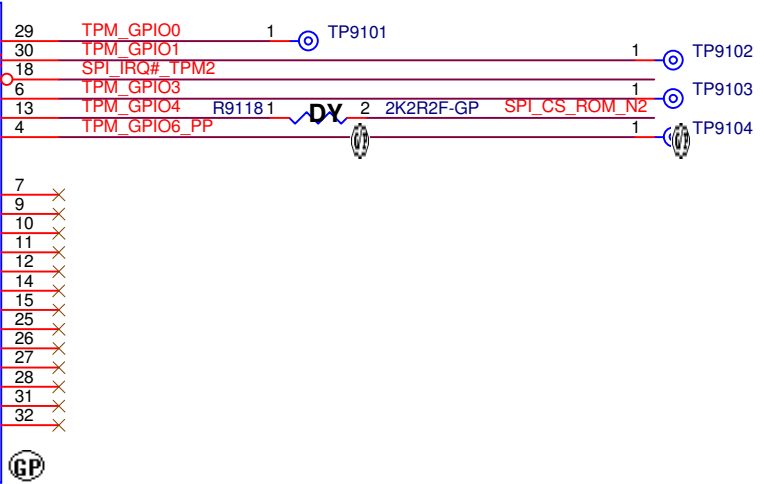 29 TPM_GPIO0 1 TP9101
30 TPM_GPIO1 1 TP9102
18 SPI_IRQ#_TPM2
6 TPM_GPIO3 1 TP9103
13 TPM_GPIO4 R9118 1 DY 2 2K2R2F-GP SPI_CS_ROM_N2
4 TPM_GPIO6_PP 1 TP9104
7
9
10
11
12
14
15
25
26
27
28
31
32
GP